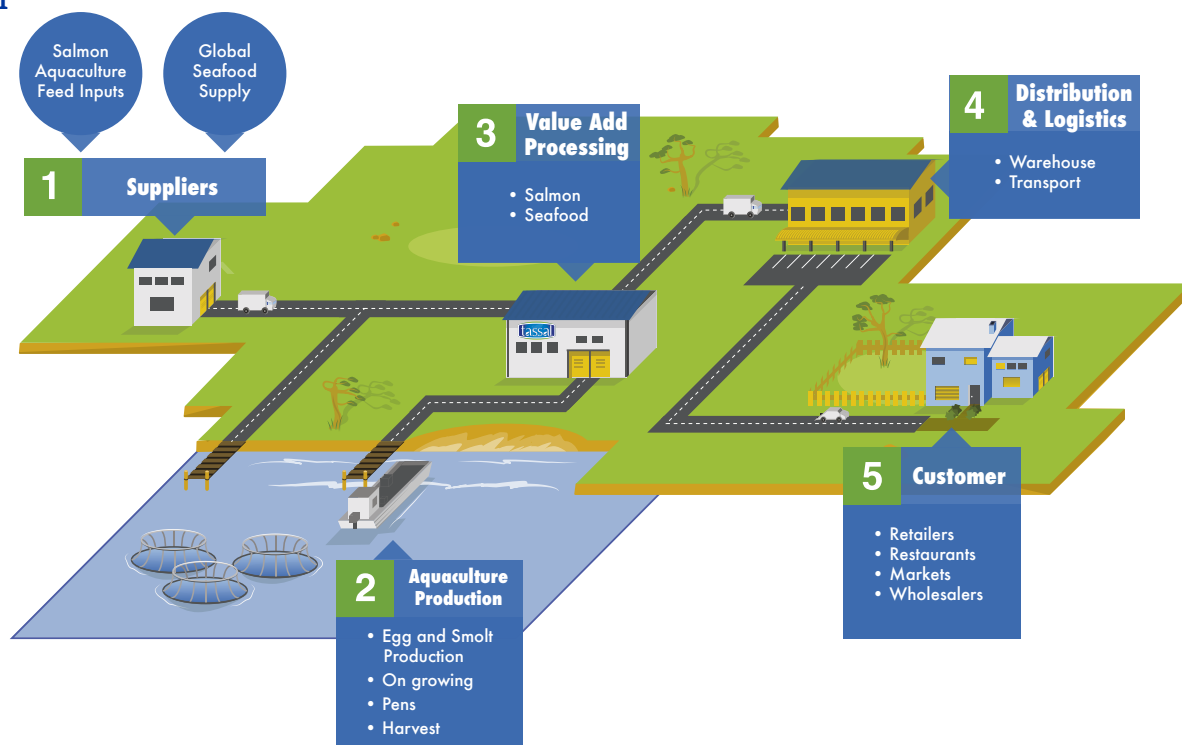 Salmon
Aquaculture
Feed Inputs
Global
Seafood
Supply
1
Suppliers
3
Value Add
Processing
• Salmon
• Seafood
4
Distribution
& Logistics
• Warehouse
• Transport
tassal
5
Customer
• Retailers
• Restaurants
• Markets
• Wholesalers
2
Aquaculture
Production
• Egg and Smolt
Production
• On growing
• Pens
• Harvest